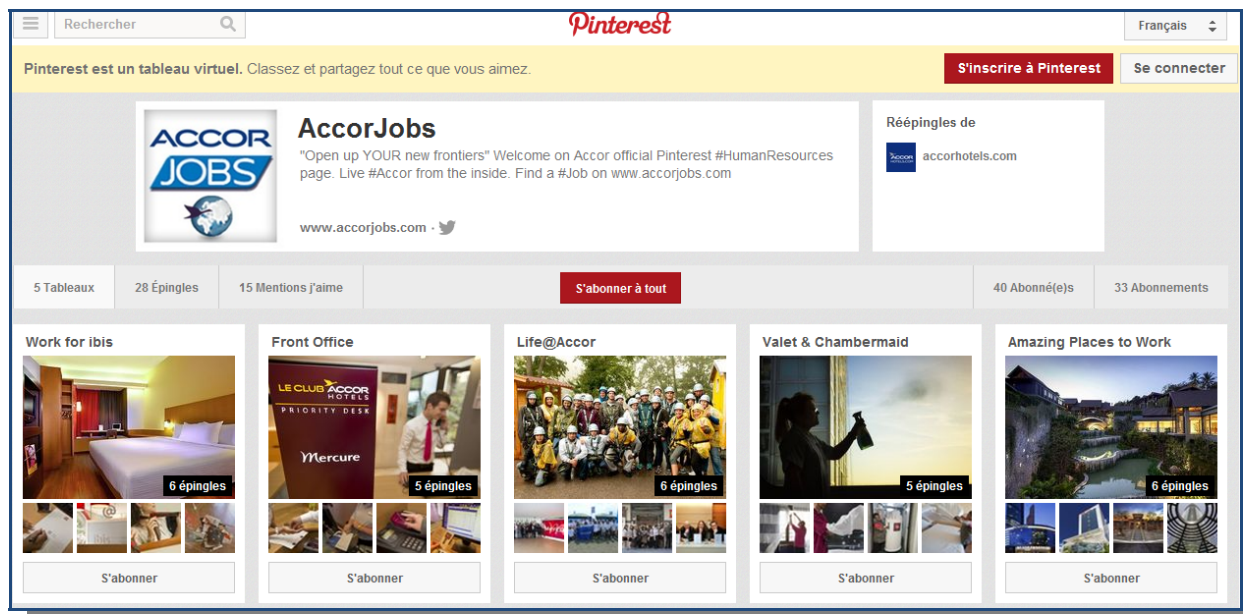 Rechercher
Pinterest
Français
Pinterest est un tableau virtuel. Classez et partagez tout ce que vous aimez.
S'inscrire à Pinterest
Se connecter
ACCOR
JOBS
AccorJobs
"Open up YOUR new frontiers" Welcome on Accor official Pinterest #HumanResources
page. Live #Accor from the inside. Find a #Job on www.accorjobs.com
www.accorjobs.com ·
Réépingles de
ACCOR
accorhotels.com
5 Tableaux
28 Épingles
15 Mentions j'aime
S'abonner à tout
40 Abonné(e)s
33 Abonnements
Work for ibis
6 épingles
S'abonner
Front Office
LE CLUB ACCOR
HOTELS
PRIORITY DESK
Mercure
5 épingles
S'abonner
Life@Accor
6 épingles
S'abonner
Valet & Chambermaid
5 épingles
S'abonner
Amazing Places to Work
6 épingles
S'abonner